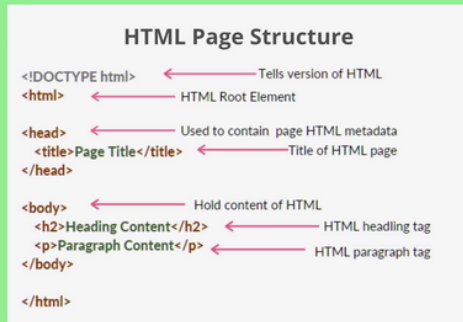 HTML Page Structure
<!DOCTYPE html> Tells version of HTML
<html> HTML Root Element
<head> Used to contain page HTML metadata
<title>Page Title</title> Title of HTML page
</head>
<body> Hold content of HTML
<h2>Heading Content</h2> HTML headling tag
<p>Paragraph Content</p> HTML paragraph tag
</body>
</html>